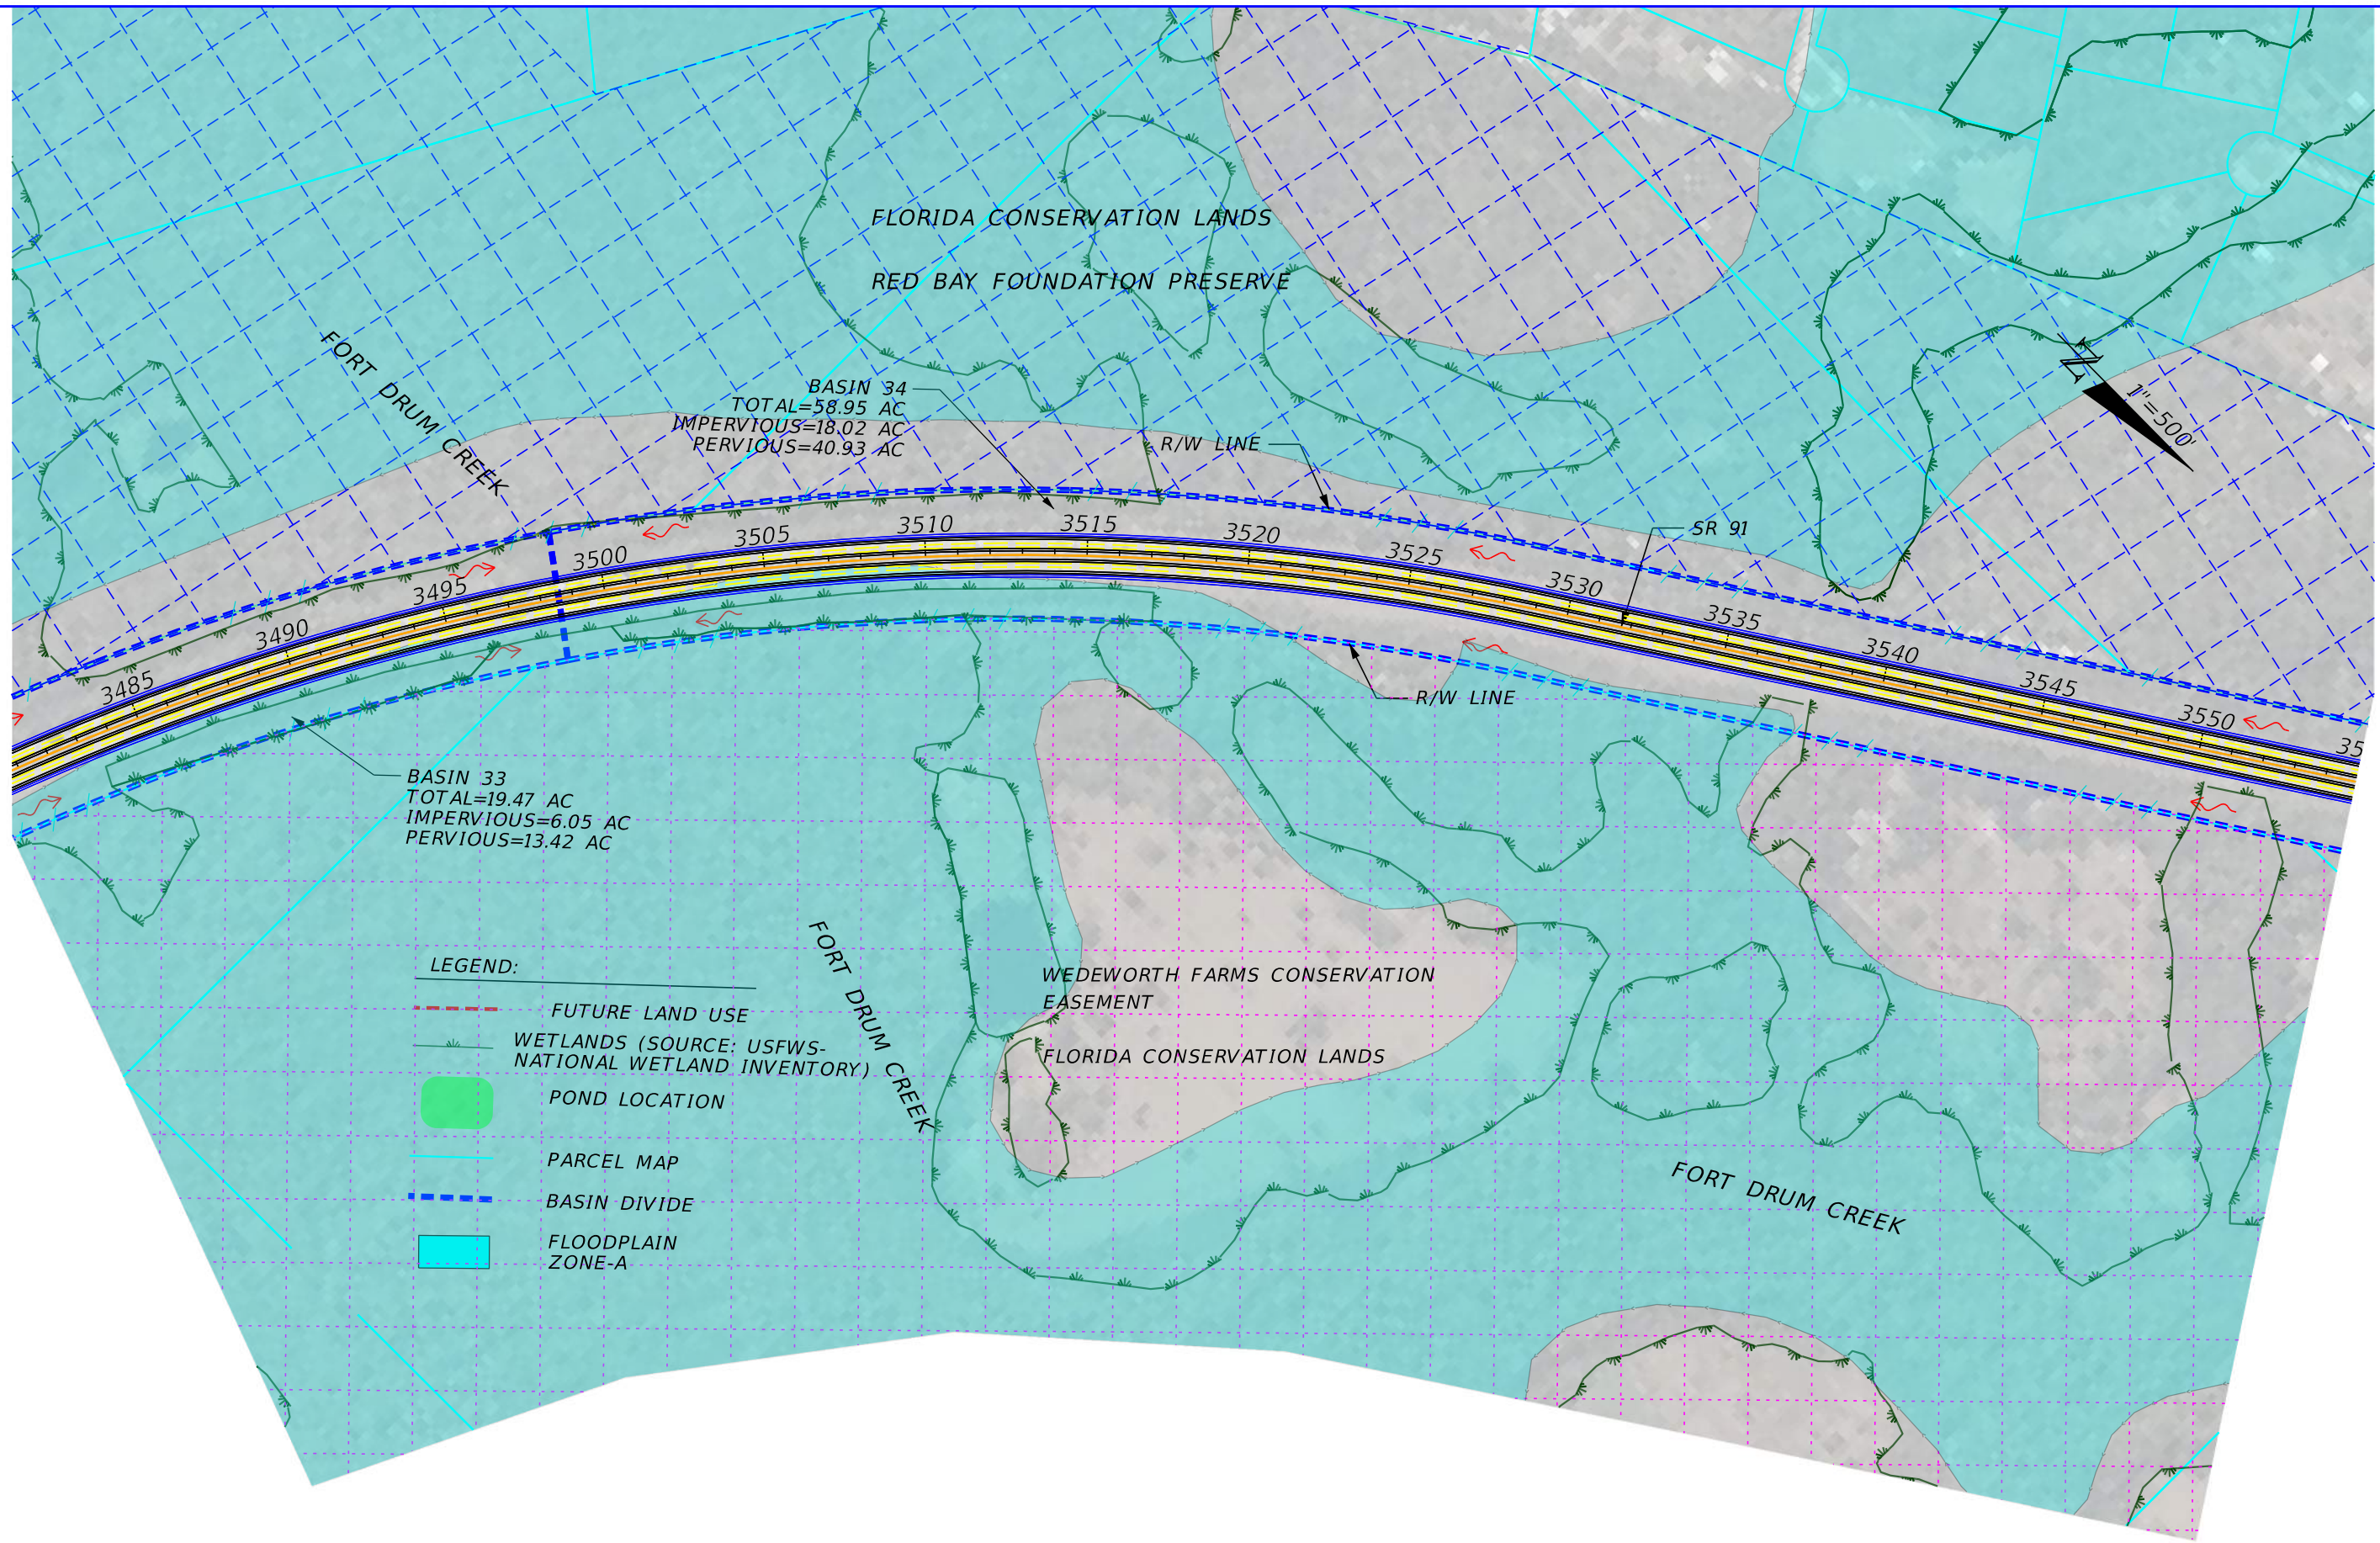 FLORIDA CONSERVATION LANDS
RED BAY FOUNDATION PRESERVE
FORT DRUM CREEK
BASIN 34
TOTAL=58.95 AC
IMPERVIOUS=18.02 AC
PERVIOUS=40.93 AC
R/W LINE
N
1"=500'
SR 91
3485
3490
3495
3500
3505
3510
3515
3520
3525
3530
3535
3540
3545
3550
35
R/W LINE
BASIN 33
TOTAL=19.47 AC
IMPERVIOUS=6.05 AC
PERVIOUS=13.42 AC
FORT DRUM CREEK
WEDEWORTH FARMS CONSERVATION
EASEMENT
FLORIDA CONSERVATION LANDS
FORT DRUM CREEK
LEGEND:
FUTURE LAND USE
WETLANDS (SOURCE: USFWS-
NATIONAL WETLAND INVENTORY)
POND LOCATION
PARCEL MAP
BASIN DIVIDE
FLOODPLAIN
ZONE-A